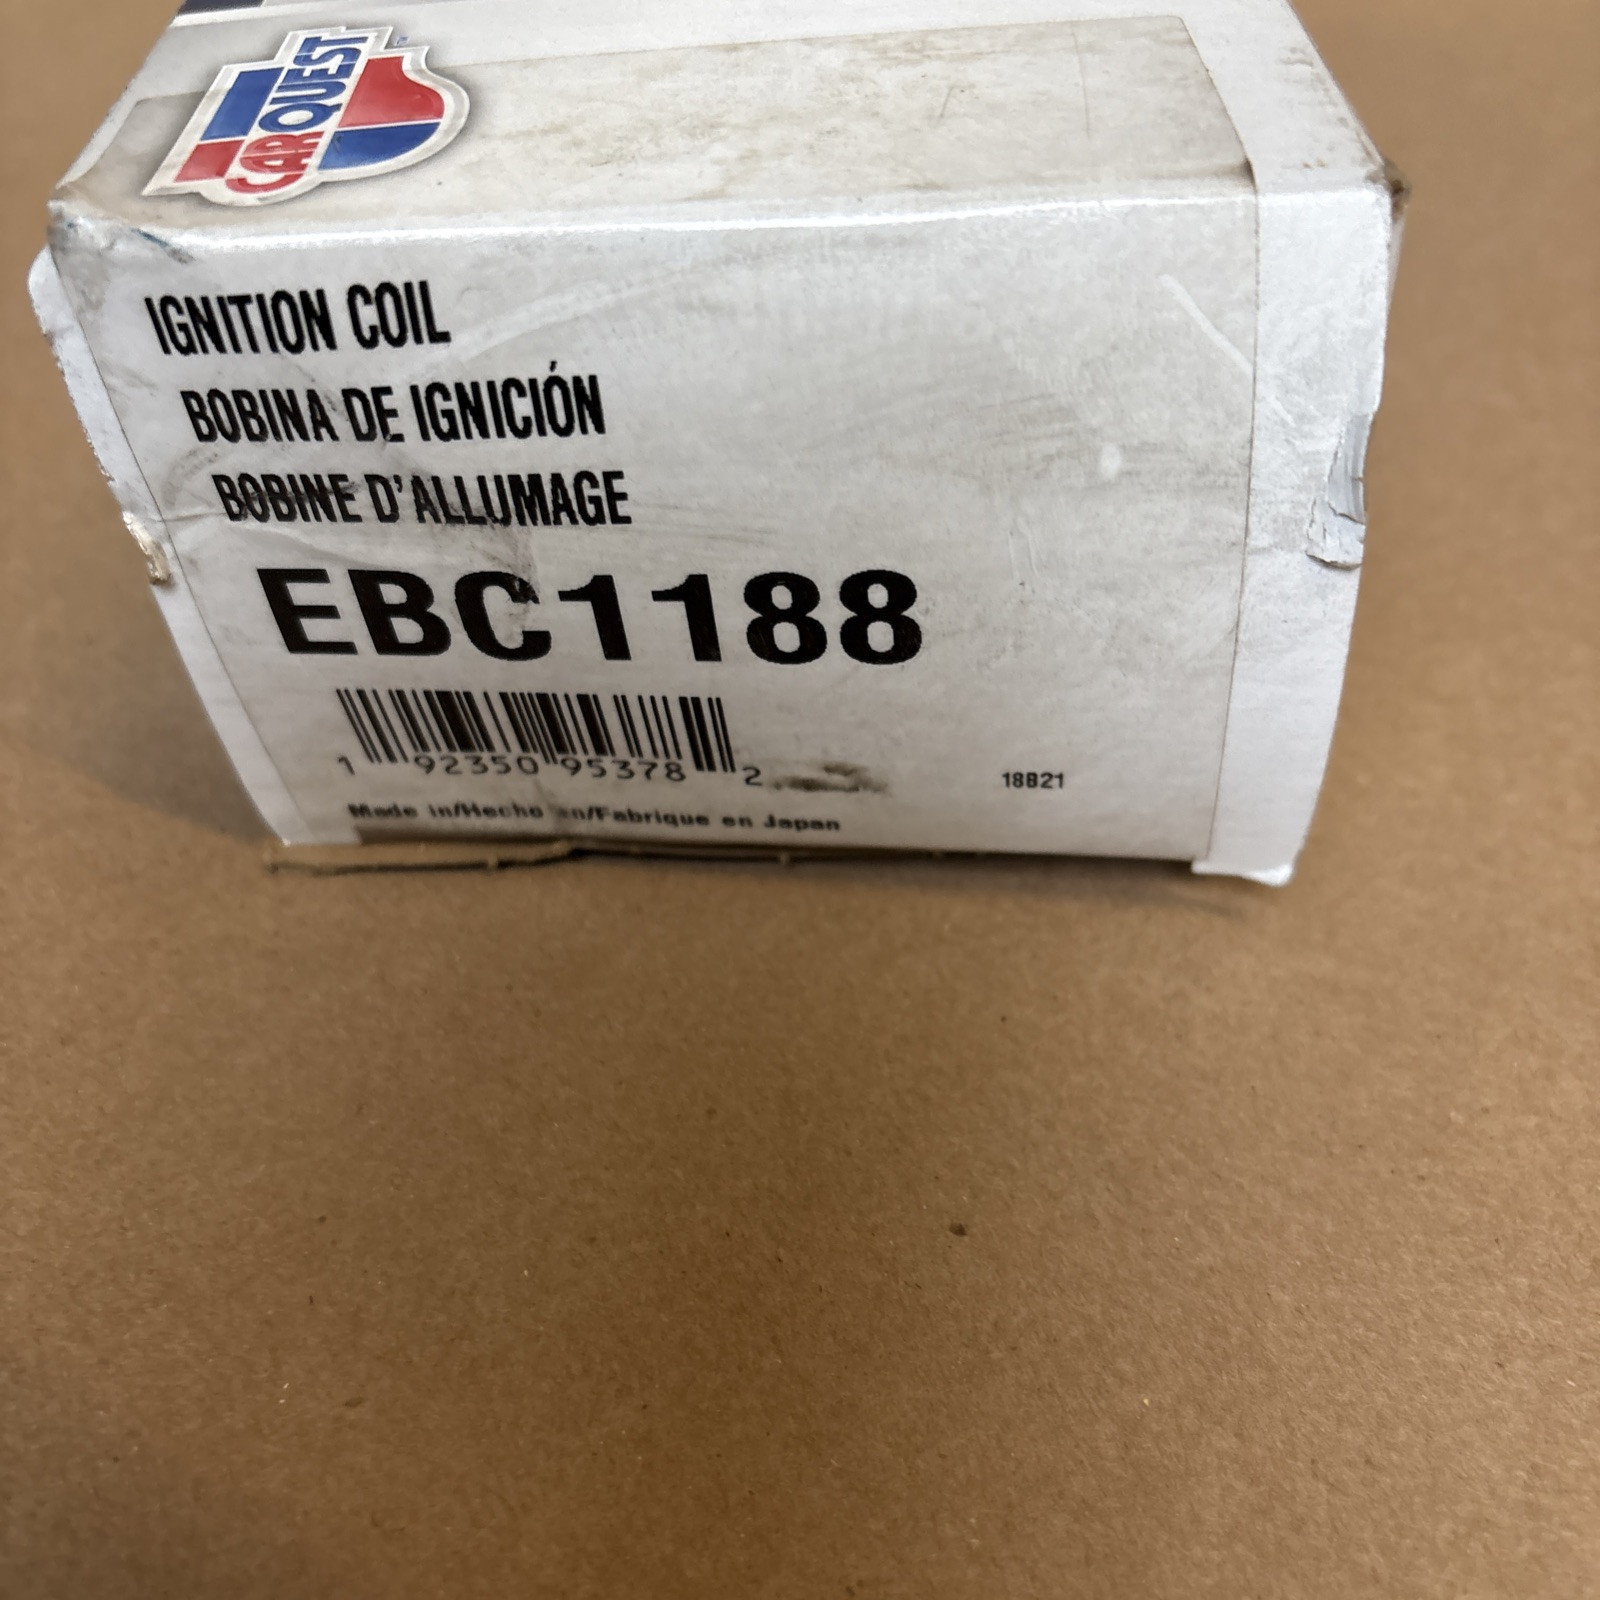 CARQUEST
IGNITION COIL
BOBINA DE IGNICIÓN
BOBINE D'ALLUMAGE
EBC1188
1 92350 95378 2
18B21
Made in/Hecho en/Fabrique en Japan